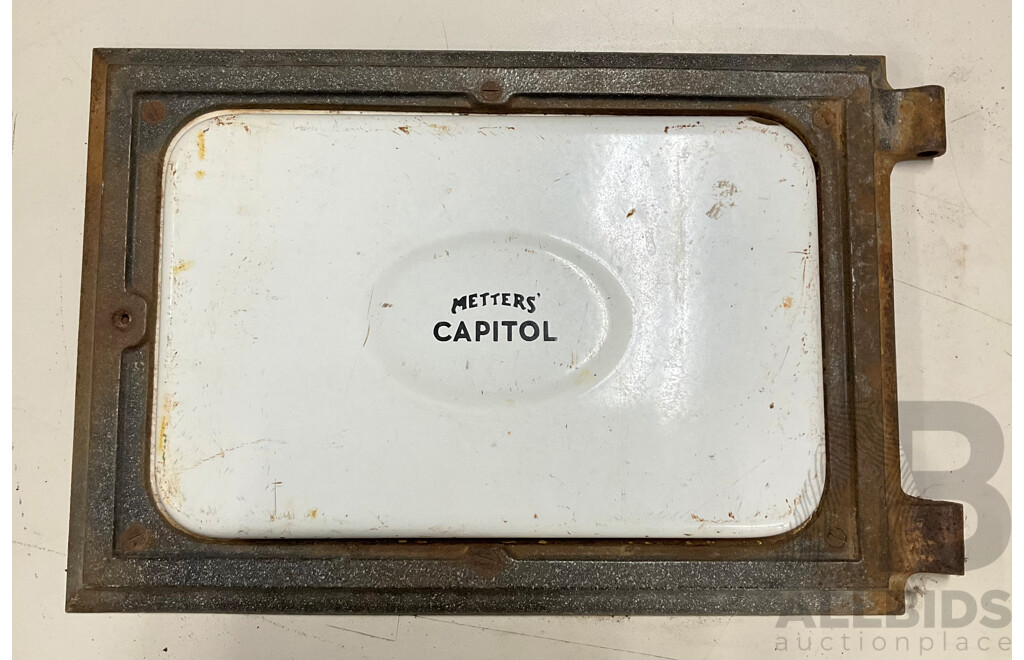 METTERS'
CAPITOL
B
ALLBIDS
auctionplace